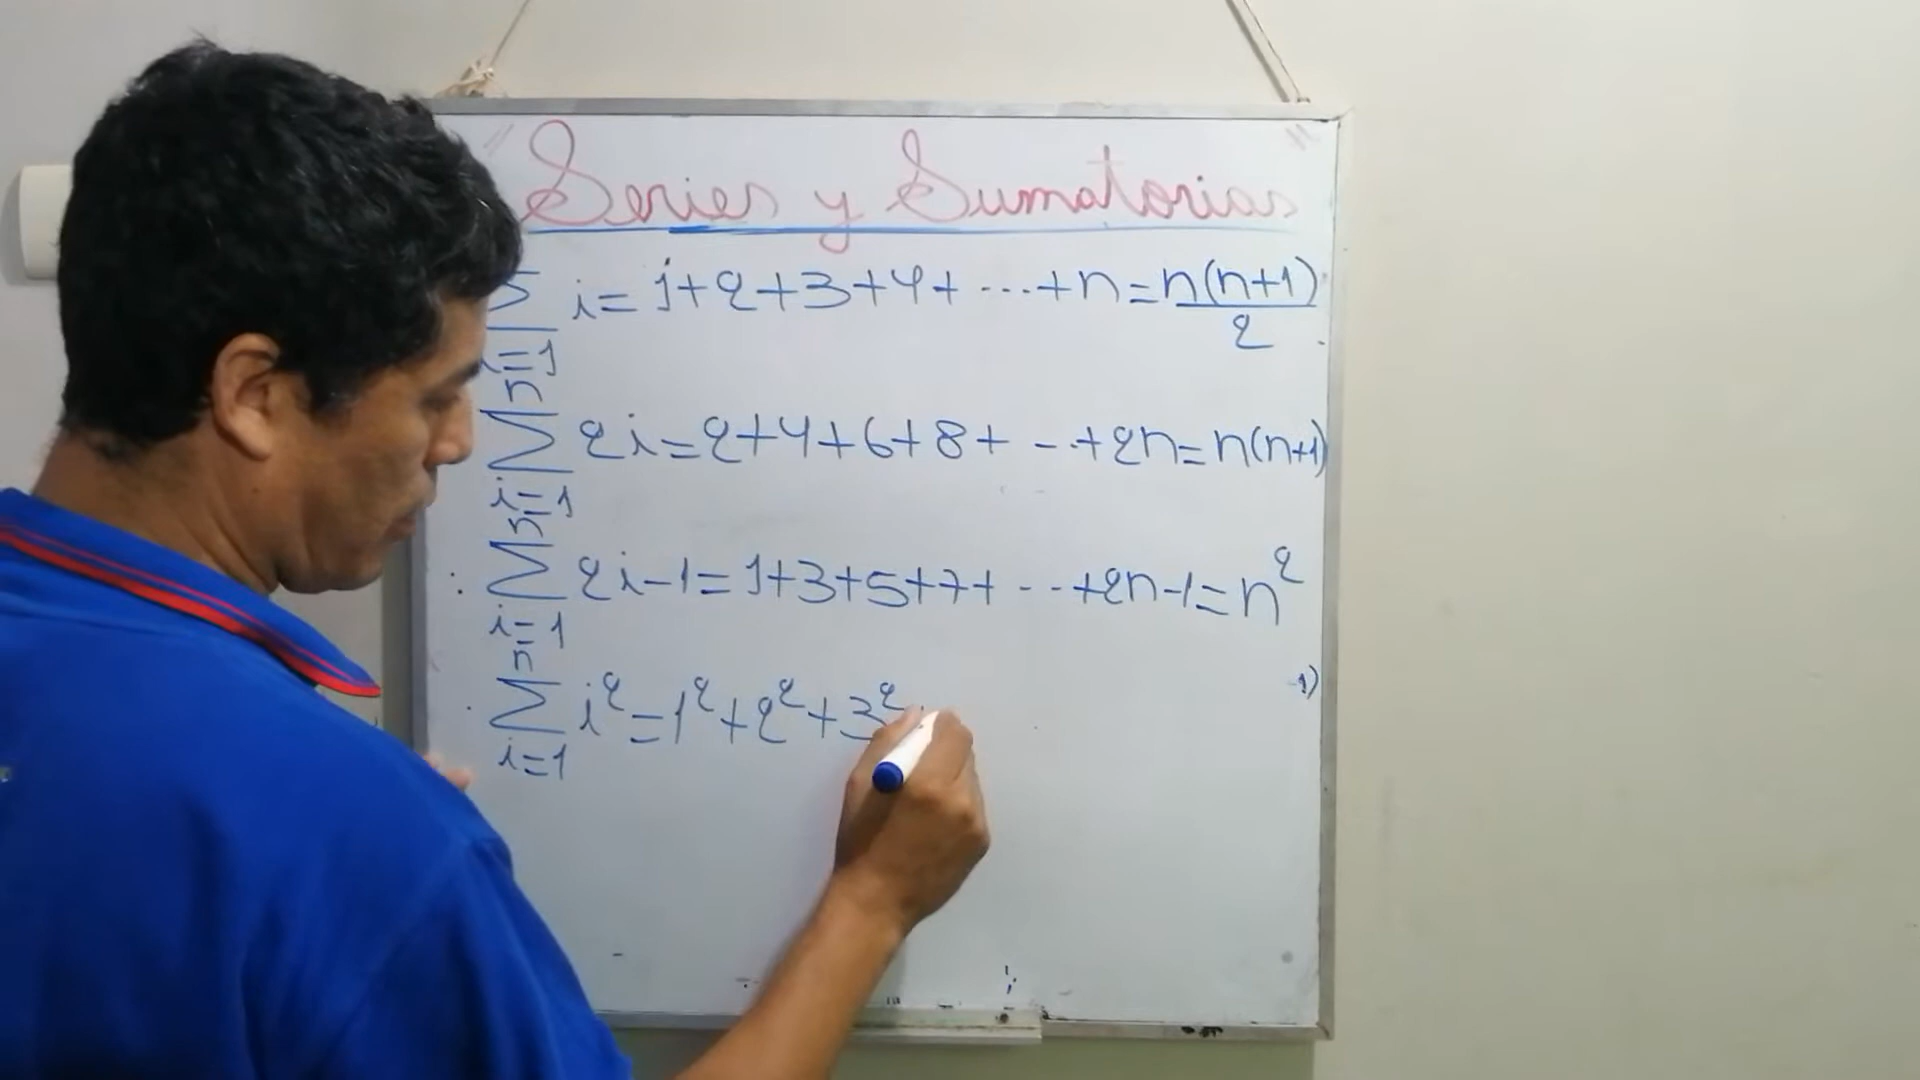 "Series y Sumatorias"
i = 1+2+3+4+ ...+n = n(n+1)
2
i=1
n
∑ 2i = 2+4+6+8+ ...+2n = n(n+1)
i=1
n
∑ 2i-1 = 1+3+5+7+ ...+2n-1 = n²
i=1
n
∑ i² = 1²+2²+3²
i=1